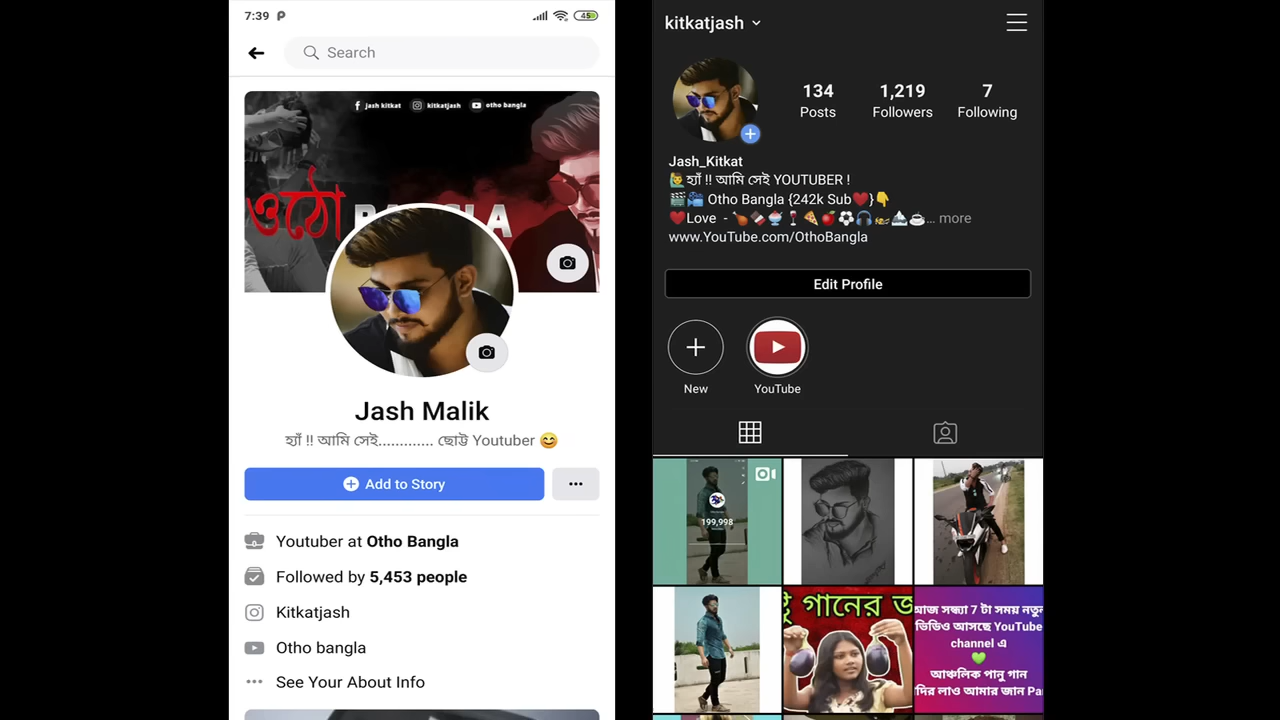 7:39
45
Search
jash kitkat kitkatjash otho bangla
ওঠো
Jash Malik
হ্যাঁ !! আমি সেই............. ছোট্ট Youtuber 😊
Add to Story
Youtuber at Otho Bangla
Followed by 5,453 people
Kitkatjash
Otho bangla
See Your About Info
kitkatjash
134 1,219 7
Posts Followers Following
Jash_Kitkat
🙋‍♂️হ্যাঁ !! আমি সেই YOUTUBER !
🎬🎥 Otho Bangla {242k Sub❤️}👇
❤️Love - 🍗🍫🍨🍷🍕🍎⚽🎧🏍️🏔️☕... more
www.YouTube.com/OthoBangla
Edit Profile
New YouTube
199,998
গানের
আজ সন্ধ্যা 7 টা সময় নতুন
ভিডিও আসছে YouTube
channel এ
💚
আঞ্চলিক পানু গান
লাও আমার জান